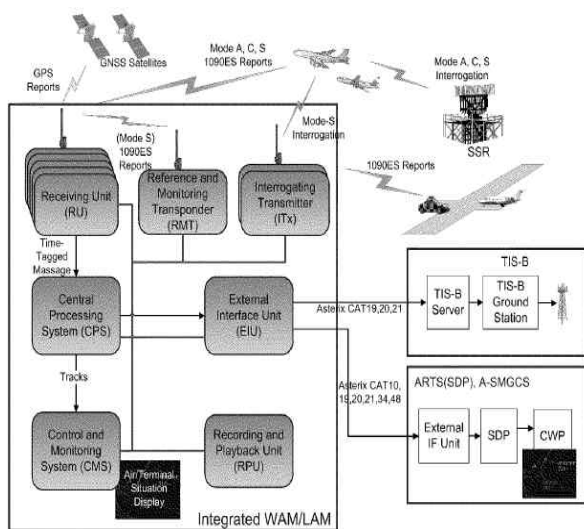 GNSS Satellites
GPS
Reports
Mode A, C, S
1090ES Reports
Mode A, C, S
Interrogation
SSR
Mode-S
Interrogation
(Mode S)
1090ES
Reports
1090ES Reports
Receiving Unit
(RU)
Reference and
Monitoring
Transponder
(RMT)
Interrogating
Transmitter
(ITx)
Time-
Tagged
Massage
Central
Processing
System (CPS)
External
Interface Unit
(EIU)
Asterix CAT19,20,21
TIS-B
TIS-B
Server
TIS-B
Ground
Station
Tracks
Asterix CAT10,
19,20,21,34,48
ARTS(SDP), A-SMGCS
External
IF Unit
SDP
CWP
Control and
Monitoring
System (CMS)
Recording and
Playback Unit
(RPU)
Air/Terminal
Situation
Display
Integrated WAM/LAM